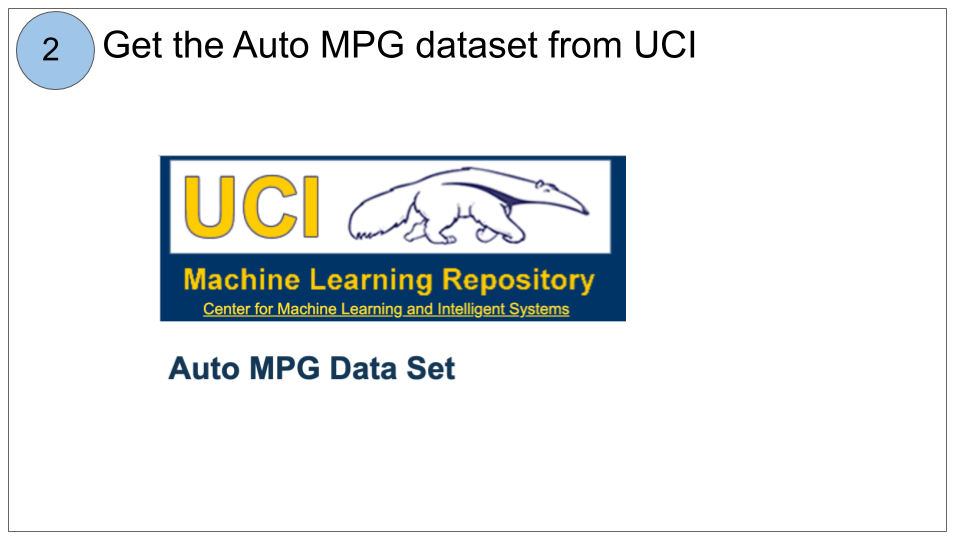 2
Get the Auto MPG dataset from UCI
UCI
Machine Learning Repository
Center for Machine Learning and Intelligent Systems
Auto MPG Data Set